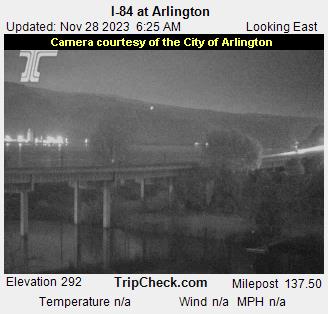 I-84 at Arlington
Updated: Nov 28 2023 6:25 AM Looking East
Camera courtesy of the City of Arlington
Elevation 292 TripCheck.com Milepost 137.50
Temperature n/a Wind n/a MPH n/a